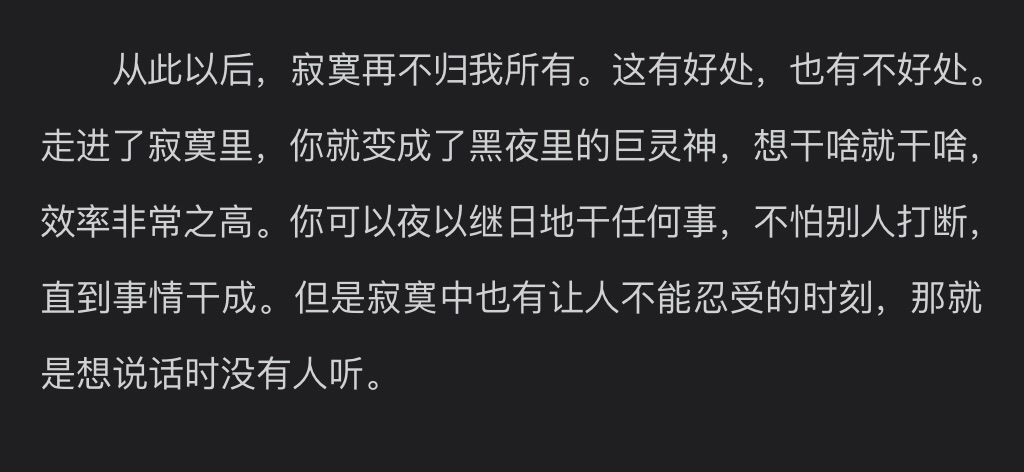 从此以后，寂寞再不归我所有。这有好处，也有不好处。
走进了寂寞里，你就变成了黑夜里的巨灵神，想干啥就干啥，
效率非常之高。你可以夜以继日地干任何事，不怕别人打断，
直到事情干成。但是寂寞中也有让人不能忍受的时刻，那就
是想说话时没有人听。